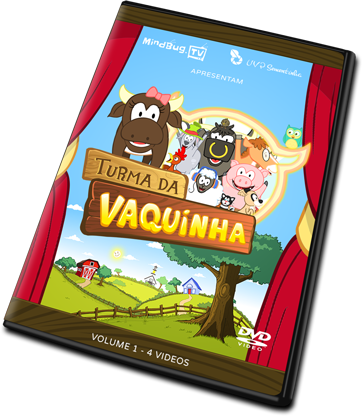 MindBug.TV
APRESENTAM
TURMA DA
VAQUINHA
DVD
VIDEO
VOLUME 1 - 4 VIDEOS